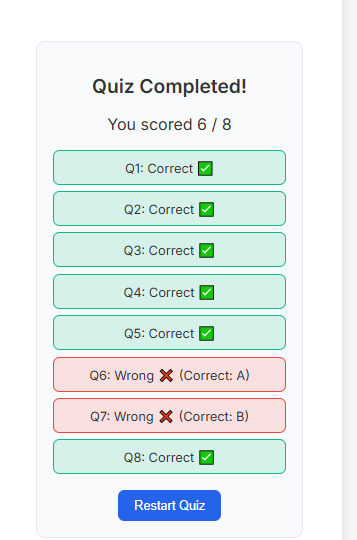 Quiz Completed!
You scored 6 / 8
Q1: Correct ✅
Q2: Correct ✅
Q3: Correct ✅
Q4: Correct ✅
Q5: Correct ✅
Q6: Wrong ❌ (Correct: A)
Q7: Wrong ❌ (Correct: B)
Q8: Correct ✅
Restart Quiz